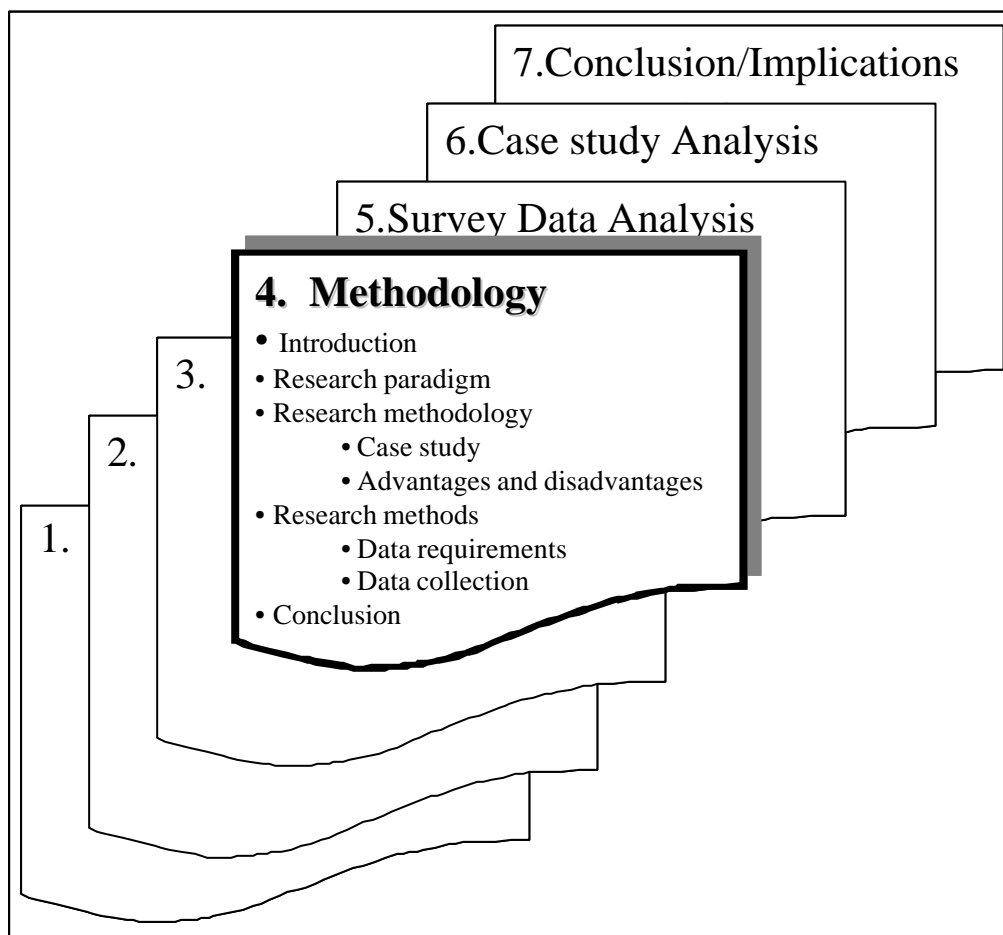 7.Conclusion/Implications
6.Case study Analysis
5.Survey Data Analysis
4. Methodology
• Introduction
3.
• Research paradigm
• Research methodology
• Case study
2.
• Advantages and disadvantages
• Research methods
1.
• Data requirements
• Data collection
• Conclusion